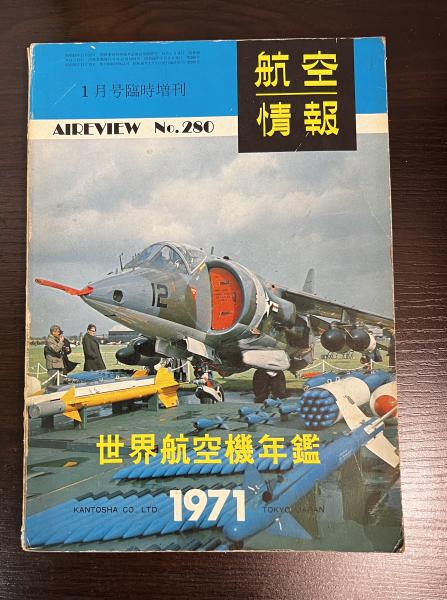 1月号臨時増刊
航空
情報
AIREVIEW No.280
12
世界航空機年鑑
1971
KANTOSHA CO., LTD. TOKYO, JAPAN